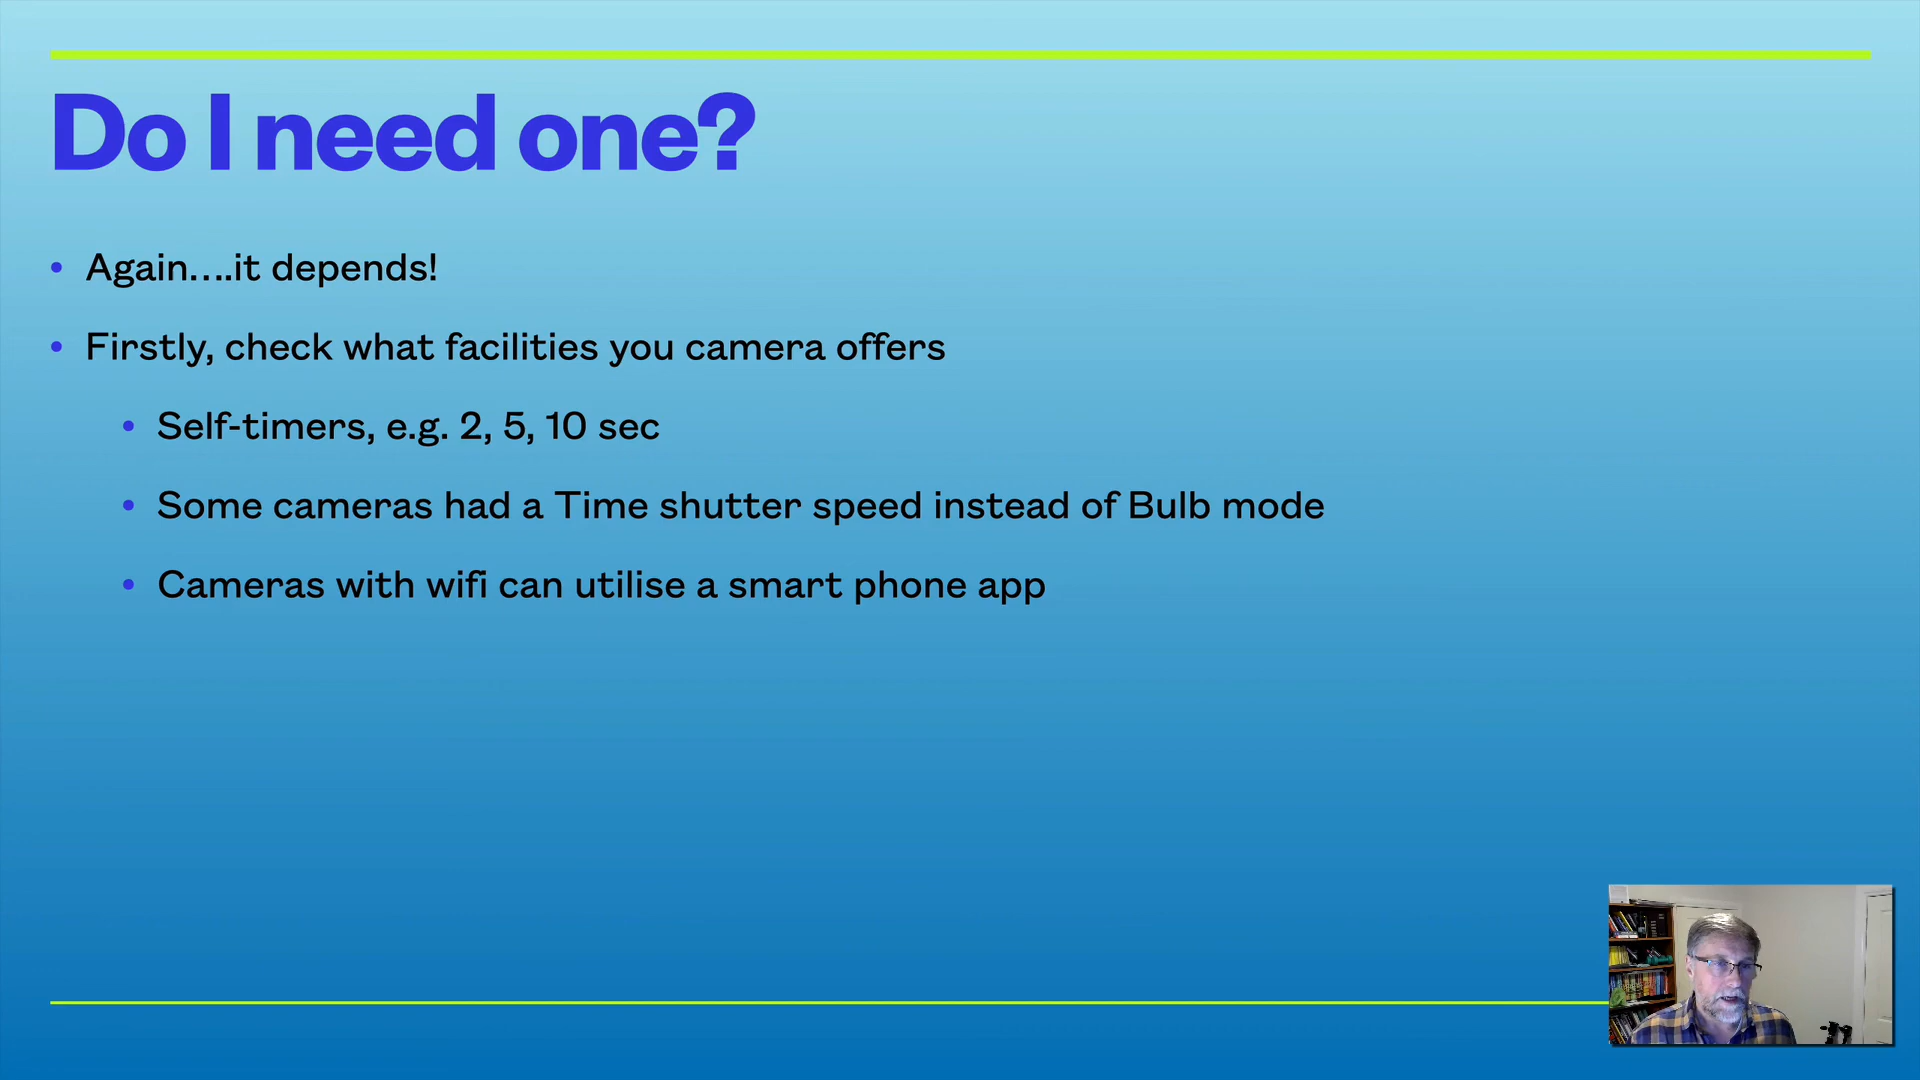 Do I need one?
Again....it depends!
Firstly, check what facilities you camera offers
Self-timers, e.g. 2, 5, 10 sec
Some cameras had a Time shutter speed instead of Bulb mode
Cameras with wifi can utilise a smart phone app